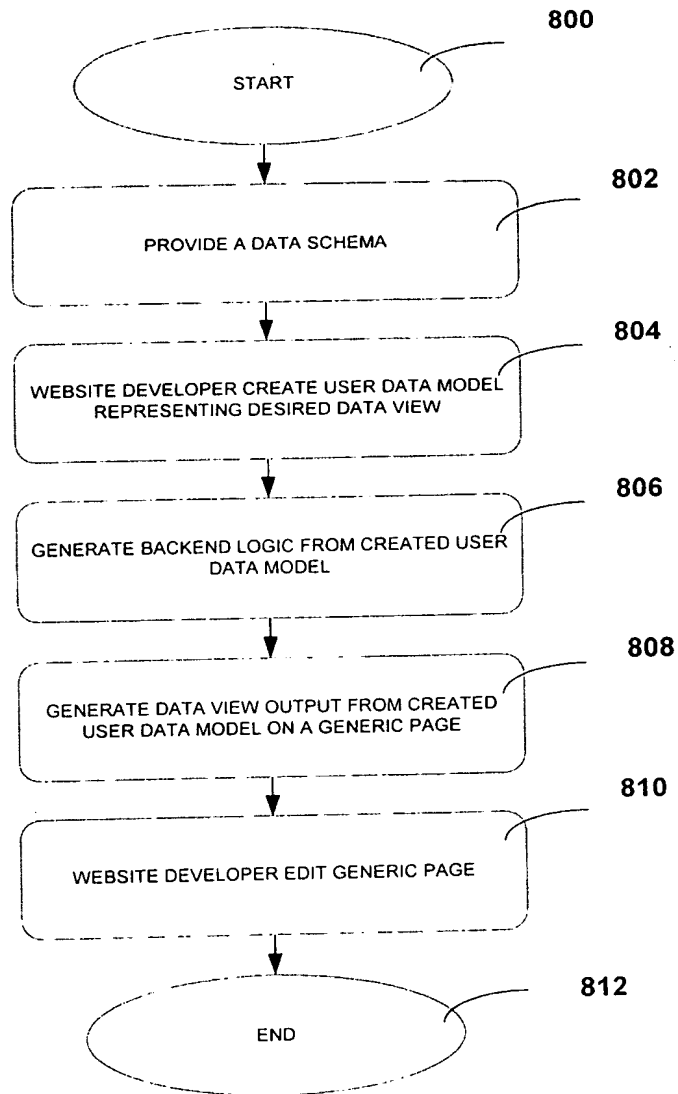 800
START
802
PROVIDE A DATA SCHEMA
804
WEBSITE DEVELOPER CREATE USER DATA MODEL
REPRESENTING DESIRED DATA VIEW
806
GENERATE BACKEND LOGIC FROM CREATED USER
DATA MODEL
808
GENERATE DATA VIEW OUTPUT FROM CREATED
USER DATA MODEL ON A GENERIC PAGE
810
WEBSITE DEVELOPER EDIT GENERIC PAGE
812
END